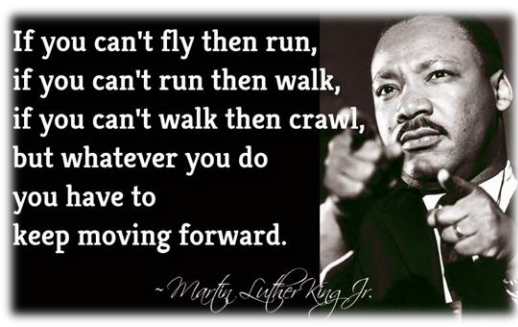 If you can't fly then run,
if you can't run then walk,
if you can't walk then crawl,
but whatever you do
you have to
keep moving forward.
~Martin Luther King Jr.